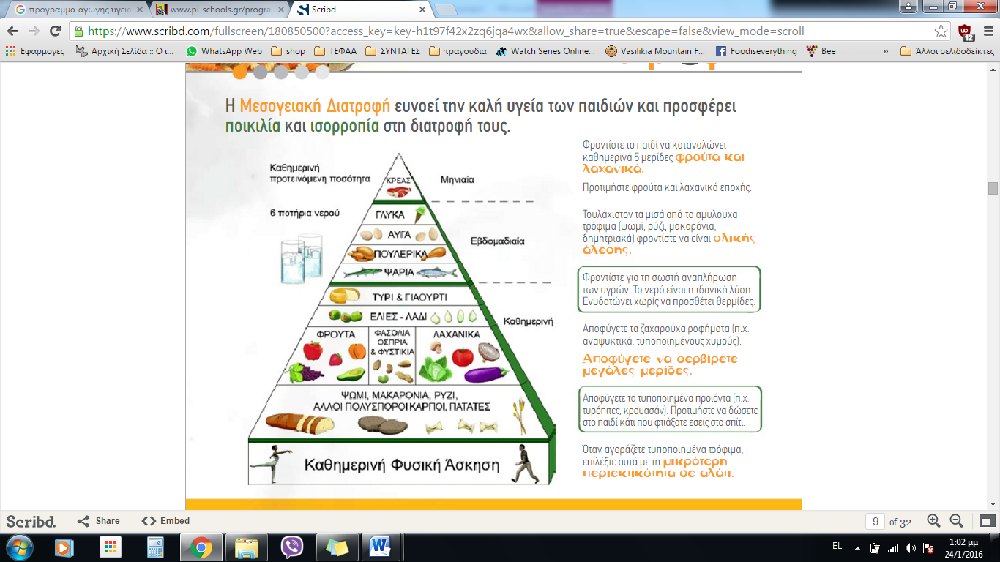 προγραμμα αγωγης υγεια
www.pi-schools.gr/progra
Scribd
https://www.scribd.com/fullscreen/180850500?access_key=key-h1t97f42x2zq6jqa4wx&allow_share=true&escape=false&view_mode=scroll
12
Εφαρμογές
Αρχική Σελίδα :: Ο ι...
WhatsApp Web
shop
ΤΕΦΑΑ
ΣΥΝΤΑΓΕΣ
τραγουδια
Watch Series Online...
Vasilikia Mountain F...
Foodiseverything
Bee
»
Άλλοι σελιδοδείκτες
Η Μεσογειακή Διατροφή ευνοεί την καλή υγεία των παιδιών και προσφέρει
ποικιλία και ισορροπία στη διατροφή τους.
Καθημερινή
προτεινόμενη ποσότητα
6 ποτήρια νερού
ΚΡΕΑΣ
Μηνιαία
ΓΛΥΚΑ
ΑΥΓΑ
Εβδομαδιαία
ΠΟΥΛΕΡΙΚΑ
ΨΑΡΙΑ
ΤΥΡΙ & ΓΙΑΟΥΡΤΙ
ΕΛΙΕΣ - ΛΑΔΙ
Καθημερινή
ΦΡΟΥΤΑ
ΦΑΣΟΛΙΑ
ΟΣΠΡΙΑ
& ΦΥΣΤΙΚΙΑ
ΛΑΧΑΝΙΚΑ
ΨΩΜΙ, ΜΑΚΑΡΟΝΙΑ, ΡΥΖΙ,
ΑΛΛΟΙ ΠΟΛΥΣΠΟΡΟΙ ΚΑΡΠΟΙ, ΠΑΤΑΤΕΣ
Καθημερινή Φυσική Άσκηση
Φροντίστε το παιδί να καταναλώνει
καθημερινά 5 μερίδες φρούτα και
λαχανικά.
Προτιμήστε φρούτα και λαχανικά εποχής.
Τουλάχιστον τα μισά από τα αμυλούχα
τρόφιμα (ψωμί, ρύζι, μακαρόνια,
δημητριακά) φροντίστε να είναι ολικής
άλεσης.
Φροντίστε για τη σωστή αναπλήρωση
των υγρών. Το νερό είναι η ιδανική λύση.
Ενυδατώνει χωρίς να προσθέτει θερμίδες.
Αποφύγετε τα ζαχαρούχα ροφήματα (π.χ.
αναψυκτικά, τυποποιημένους χυμούς).
Αποφύγετε να σερβίρετε
μεγάλες μερίδες.
Αποφύγετε τα τυποποιημένα προϊόντα (π.χ.
τυρόπιτες, κρουασάν). Προτιμήστε να δώσετε
στο παιδί κάτι που φτιάξατε εσείς στο σπίτι.
Όταν αγοράζετε τυποποιημένα τρόφιμα,
επιλέξτε αυτά με τη μικρότερη
περιεκτικότητα σε αλάτι.
Scribd.
Share
Embed
9 of 32
EL
1:02 μμ
24/1/2016